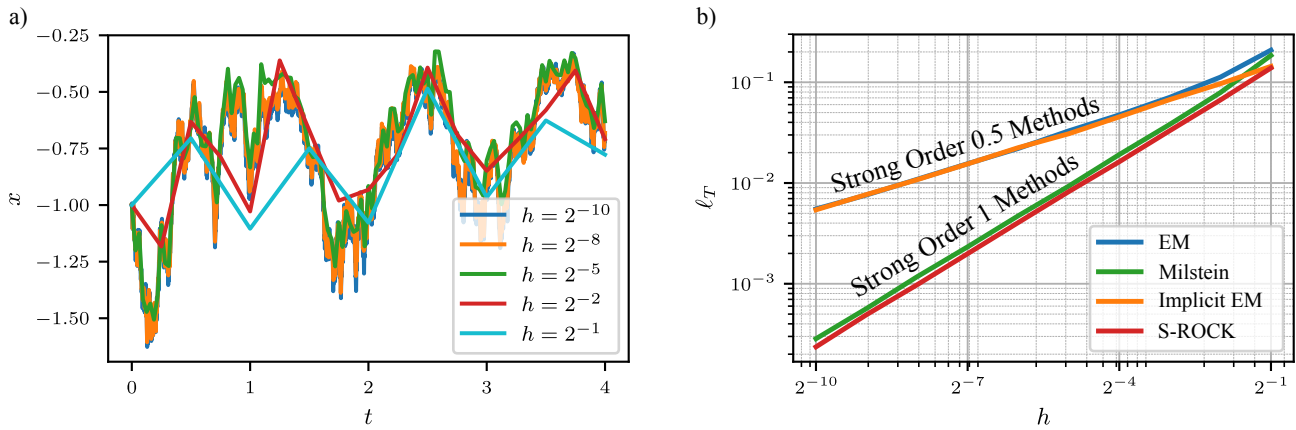 a)
−0.25
−0.50
−0.75
−1.00
−1.25
−1.50
x
0
1
2
3
4
t
h = 2⁻¹⁰
h = 2⁻⁸
h = 2⁻⁵
h = 2⁻²
h = 2⁻¹
b)
10⁻¹
10⁻²
10⁻³
ℓ_T
2⁻¹⁰
2⁻⁷
2⁻⁴
2⁻¹
h
Strong Order 0.5 Methods
Strong Order 1 Methods
EM
Milstein
Implicit EM
S-ROCK